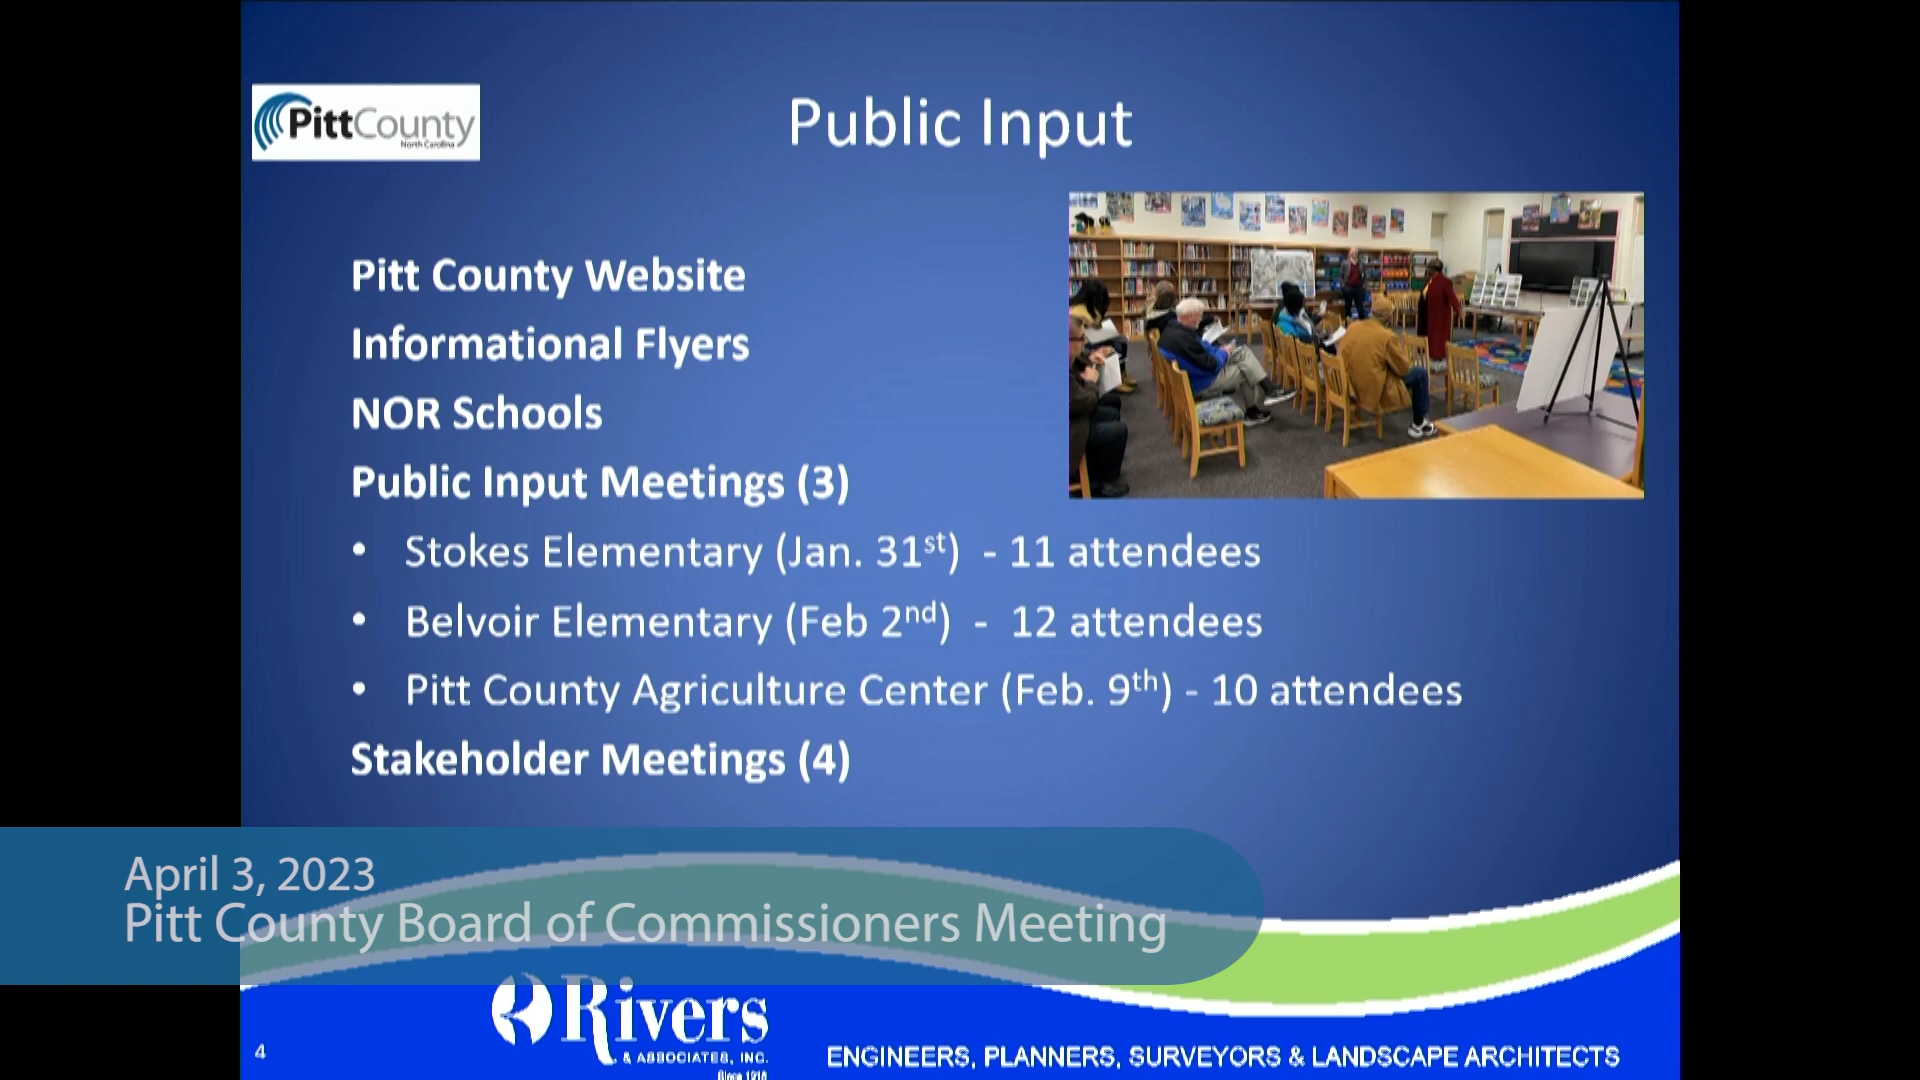 PittCounty
North Carolina
Public Input
Pitt County Website
Informational Flyers
NOR Schools
Public Input Meetings (3)
• Stokes Elementary (Jan. 31st) - 11 attendees
• Belvoir Elementary (Feb 2nd) - 12 attendees
• Pitt County Agriculture Center (Feb. 9th) - 10 attendees
Stakeholder Meetings (4)
April 3, 2023
Pitt County Board of Commissioners Meeting
Rivers
& ASSOCIATES, INC.
Since 1918
4
ENGINEERS, PLANNERS, SURVEYORS & LANDSCAPE ARCHITECTS